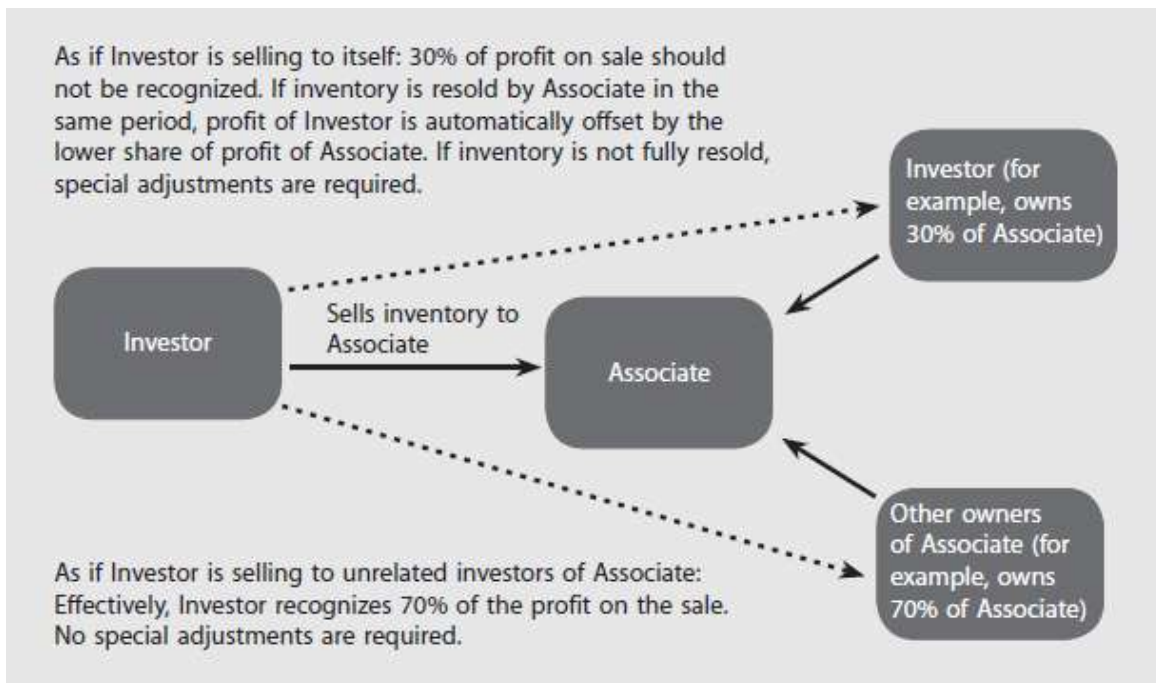 As if Investor is selling to itself: 30% of profit on sale should
not be recognized. If inventory is resold by Associate in the
same period, profit of Investor is automatically offset by the
lower share of profit of Associate. If inventory is not fully resold,
special adjustments are required.
Investor (for
example, owns
30% of Associate)
Sells inventory to
Associate
Investor
Associate
Other owners
of Associate (for
example, owns
70% of Associate)
As if Investor is selling to unrelated investors of Associate:
Effectively, Investor recognizes 70% of the profit on the sale.
No special adjustments are required.